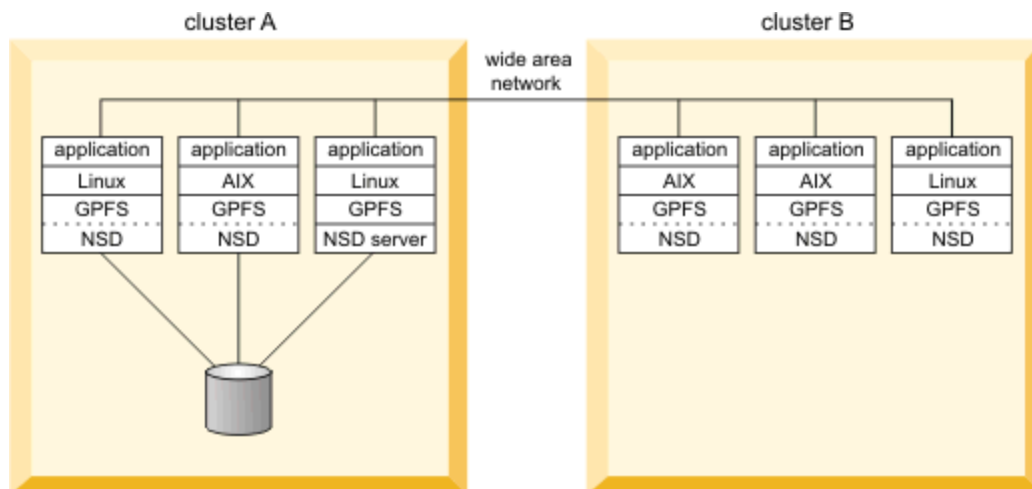 cluster A
cluster B
wide area
network
application application application
Linux AIX Linux
GPFS GPFS GPFS
NSD NSD NSD server
application application application
AIX AIX Linux
GPFS GPFS GPFS
NSD NSD NSD